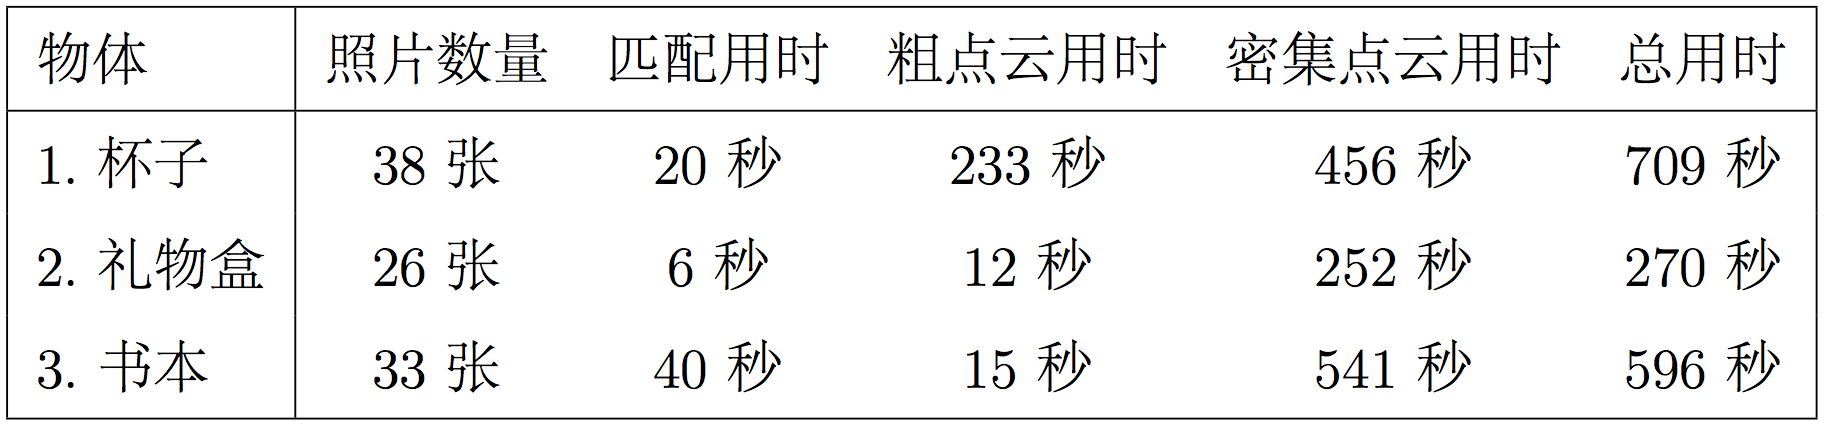 物体 照片数量 匹配用时 粗点云用时 密集点云用时 总用时
1. 杯子 38 张 20 秒 233 秒 456 秒 709 秒
2. 礼物盒 26 张 6 秒 12 秒 252 秒 270 秒
3. 书本 33 张 40 秒 15 秒 541 秒 596 秒